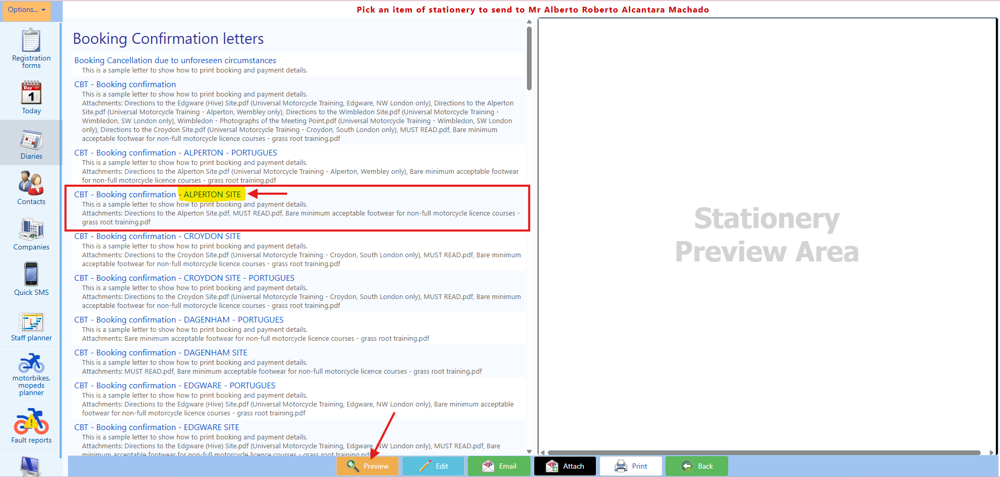 Options...
Pick an item of stationery to send to Mr Alberto Roberto Alcantara Machado
Registration
forms
Day
1
Today
Diaries
Contacts
Companies
Quick SMS
Staff planner
motorbikes,
mopeds
planner
Fault reports
Booking Confirmation letters
Booking Cancellation due to unforeseen circumstances
This is a sample letter to show how to print booking and payment details.
CBT - Booking confirmation
This is a sample letter to show how to print booking and payment details.
Attachments: Directions to the Edgware (Hive) Site.pdf (Universal Motorcycle Training, Edgware, NW London only), Directions to the Alperton
Site.pdf (Universal Motorcycle Training - Alperton, Wembley only), Directions to the Wimbledon Site.pdf (Universal Motorcycle Training -
Wimbledon, SW London only), Wimbledon - Photographs of the Meeting Point.pdf (Universal Motorcycle Training - Wimbledon, SW London
only), Directions to the Croydon Site.pdf (Universal Motorcycle Training - Croydon, South London only), MUST READ.pdf, Bare minimum
acceptable footwear for non-full motorcycle licence courses - grass root training.pdf
CBT - Booking confirmation - ALPERTON - PORTUGUES
This is a sample letter to show how to print booking and payment details.
Attachments: Directions to the Alperton Site.pdf (Universal Motorcycle Training - Alperton, Wembley only), Bare minimum acceptable footwear
for non-full motorcycle licence courses - grass root training.pdf
CBT - Booking confirmation - ALPERTON SITE
This is a sample letter to show how to print booking and payment details.
Attachments: Directions to the Alperton Site.pdf, MUST READ.pdf, Bare minimum acceptable footwear for non-full motorcycle licence courses -
grass root training.pdf
CBT - Booking confirmation - CROYDON SITE
This is a sample letter to show how to print booking and payment details.
Attachments: Directions to the Croydon Site.pdf (Universal Motorcycle Training - Croydon, South London only), MUST READ.pdf, Bare minimum
acceptable footwear for non-full motorcycle licence courses - grass root training.pdf
CBT - Booking confirmation - CROYDON SITE - PORTUGUES
This is a sample letter to show how to print booking and payment details.
Attachments: Directions to the Croydon Site.pdf (Universal Motorcycle Training - Croydon, South London only), MUST READ.pdf, Bare minimum
acceptable footwear for non-full motorcycle licence courses - grass root training.pdf
CBT - Booking confirmation - DAGENHAM - PORTUGUES
This is a sample letter to show how to print booking and payment details.
Attachments: Bare minimum acceptable footwear for non-full motorcycle licence courses - grass root training.pdf
CBT - Booking confirmation - DAGENHAM SITE
This is a sample letter to show how to print booking and payment details.
Attachments: MUST READ.pdf, Bare minimum acceptable footwear for non-full motorcycle licence courses - grass root training.pdf
CBT - Booking confirmation - EDGWARE - PORTUGUES
This is a sample letter to show how to print booking and payment details.
Attachments: Directions to the Edgware (Hive) Site.pdf (Universal Motorcycle Training, Edgware, NW London only), Bare minimum acceptable
footwear for non-full motorcycle licence courses - grass root training.pdf
CBT - Booking confirmation - EDGWARE SITE
This is a sample letter to show how to print booking and payment details.
Attachments: Directions to the Edgware (Hive) Site.pdf (Universal Motorcycle Training, Edgware, NW London only), MUST READ.pdf, Bare
minimum acceptable footwear for non-full motorcycle licence courses - grass root training.pdf
Stationery
Preview Area
Preview
Edit
Email
Attach
Print
Back